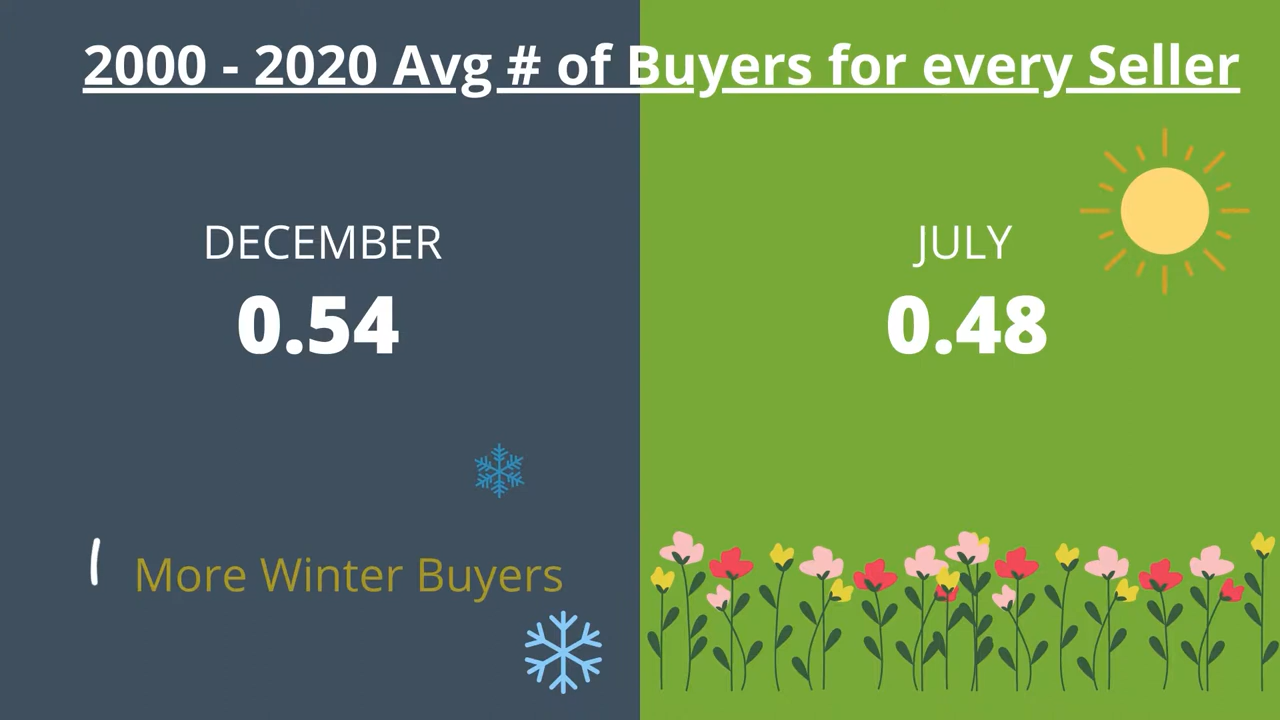 2000 - 2020 Avg # of Buyers for every Seller
DECEMBER
0.54
JULY
0.48
More Winter Buyers